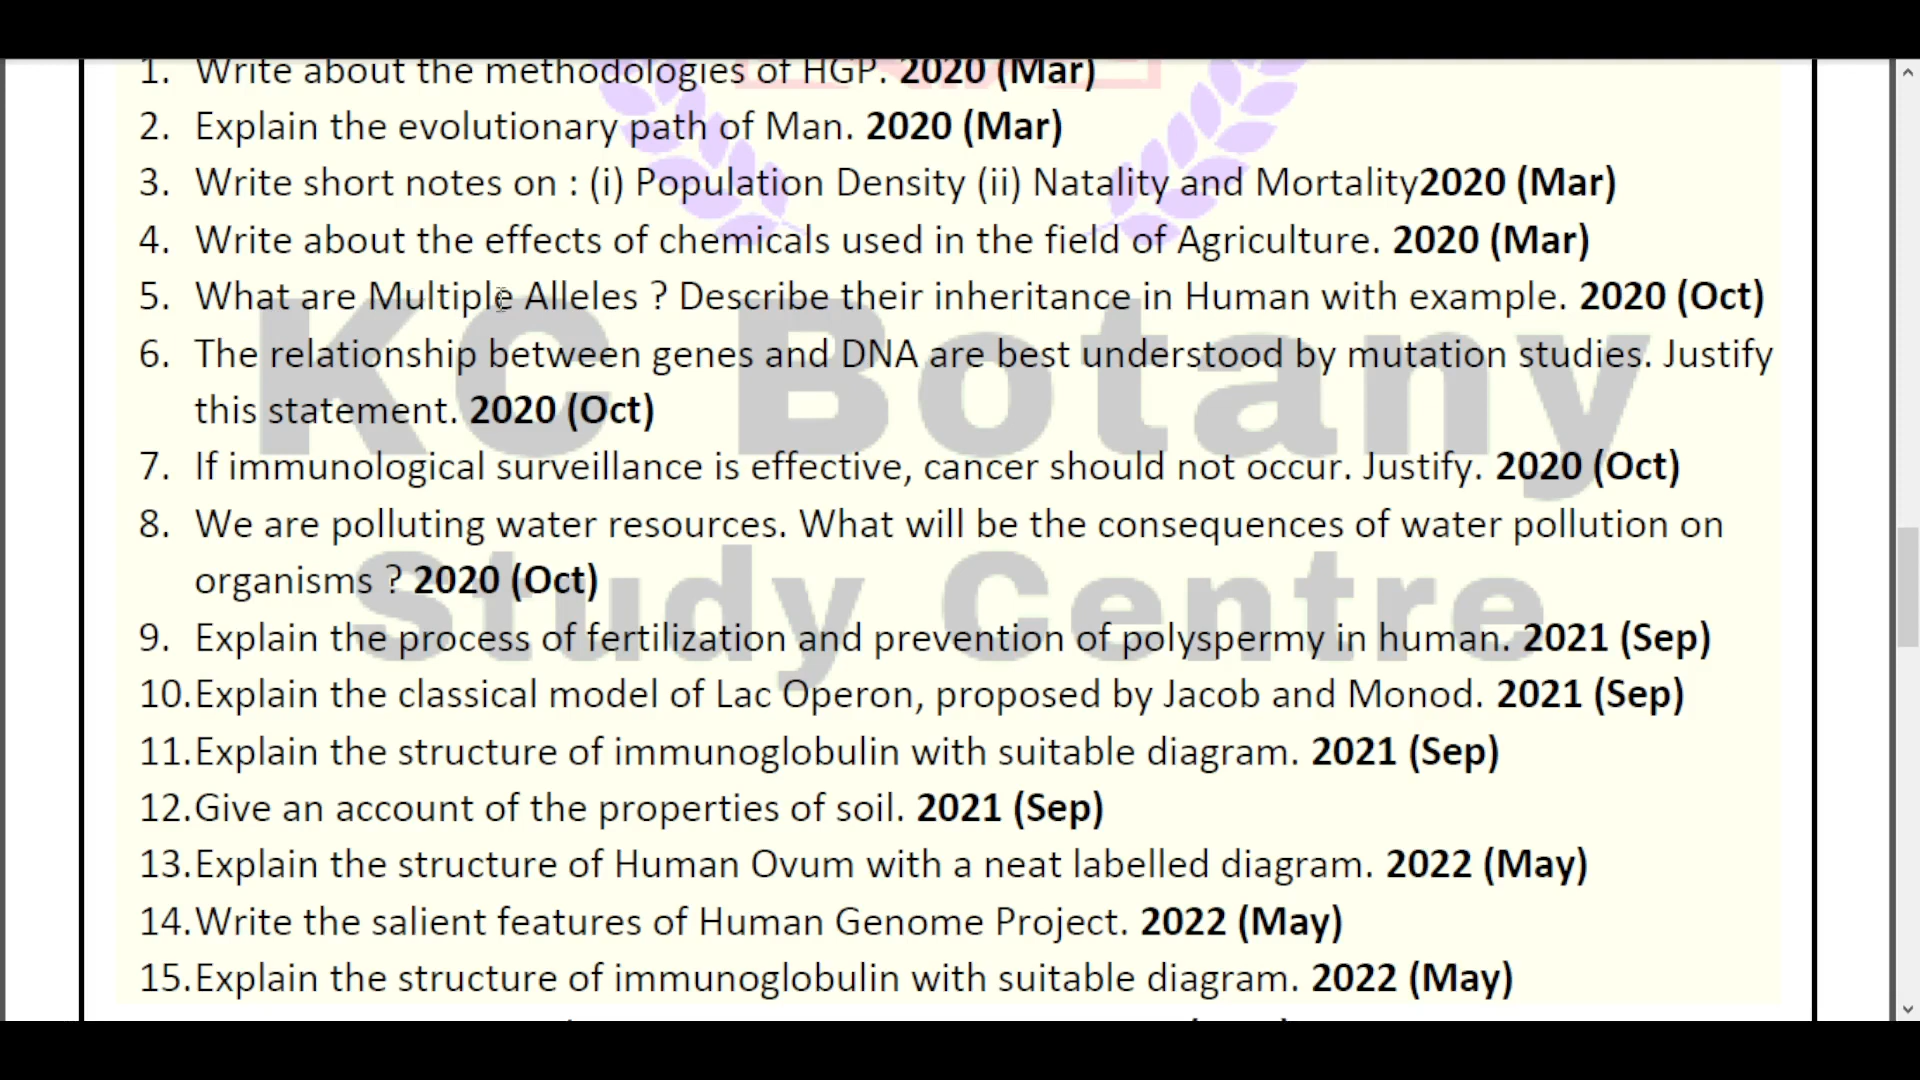 1. Write about the methodologies of HGP. 2020 (Mar)
2. Explain the evolutionary path of Man. 2020 (Mar)
3. Write short notes on : (i) Population Density (ii) Natality and Mortality2020 (Mar)
4. Write about the effects of chemicals used in the field of Agriculture. 2020 (Mar)
5. What are Multiple Alleles ? Describe their inheritance in Human with example. 2020 (Oct)
6. The relationship between genes and DNA are best understood by mutation studies. Justify
this statement. 2020 (Oct)
7. If immunological surveillance is effective, cancer should not occur. Justify. 2020 (Oct)
8. We are polluting water resources. What will be the consequences of water pollution on
organisms ? 2020 (Oct)
9. Explain the process of fertilization and prevention of polyspermy in human. 2021 (Sep)
10.Explain the classical model of Lac Operon, proposed by Jacob and Monod. 2021 (Sep)
11.Explain the structure of immunoglobulin with suitable diagram. 2021 (Sep)
12.Give an account of the properties of soil. 2021 (Sep)
13.Explain the structure of Human Ovum with a neat labelled diagram. 2022 (May)
14.Write the salient features of Human Genome Project. 2022 (May)
15.Explain the structure of immunoglobulin with suitable diagram. 2022 (May)
KC Botany
Study Centre